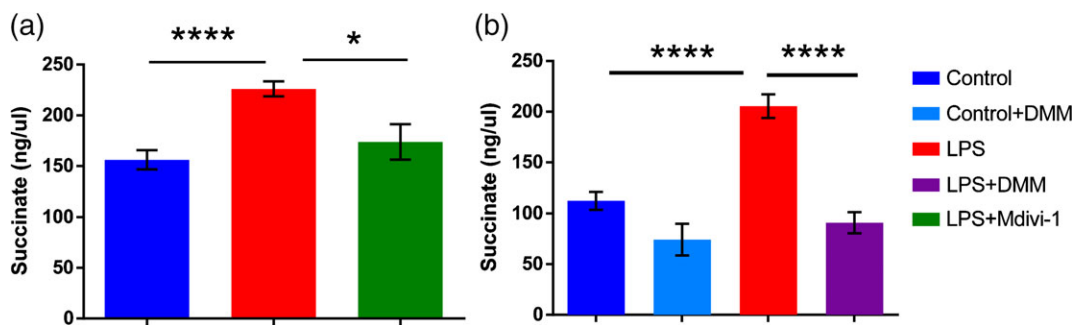 (a)
****
*
Succinate (ng/ul)
250
200
150
100
50
0
(b)
****
****
Succinate (ng/ul)
250
200
150
100
50
0
Control
Control+DMM
LPS
LPS+DMM
LPS+Mdivi-1